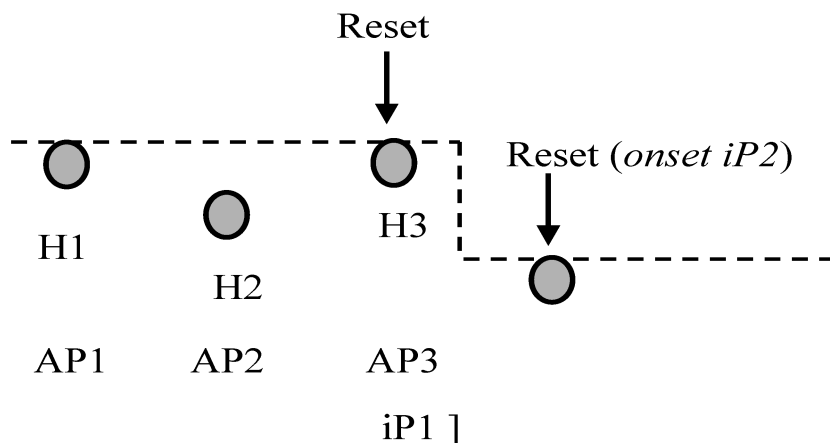 Reset
Reset (onset iP2)
H1
H2
H3
AP1 AP2 AP3
iP1 ]